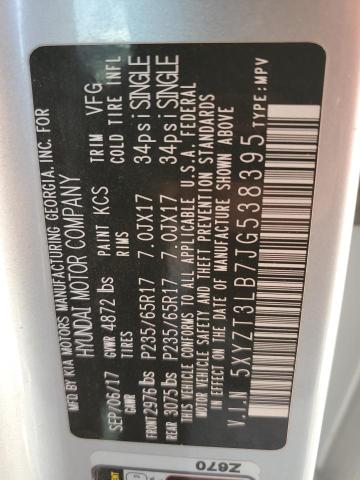 MFD. BY KIA MOTORS MANUFACTURING GEORGIA, INC. FOR
HYUNDAI MOTOR COMPANY
SEP/06/17 PAINT KCS TRIM VFG
GVWR 4872 lbs
GAWR TIRES RIMS COLD TIRE INFL
FRONT 2976 lbs P235/65R17 7.0JX17 34psi SINGLE
REAR 3075 lbs P235/65R17 7.0JX17 34psi SINGLE
THIS VEHICLE CONFORMS TO ALL APPLICABLE U.S.A. FEDERAL
MOTOR VEHICLE SAFETY AND THEFT PREVENTION STANDARDS
IN EFFECT ON THE DATE OF MANUFACTURE SHOWN ABOVE
V.I.N 5XYZT3LB7JG538395 TYPE:MPV
Z670